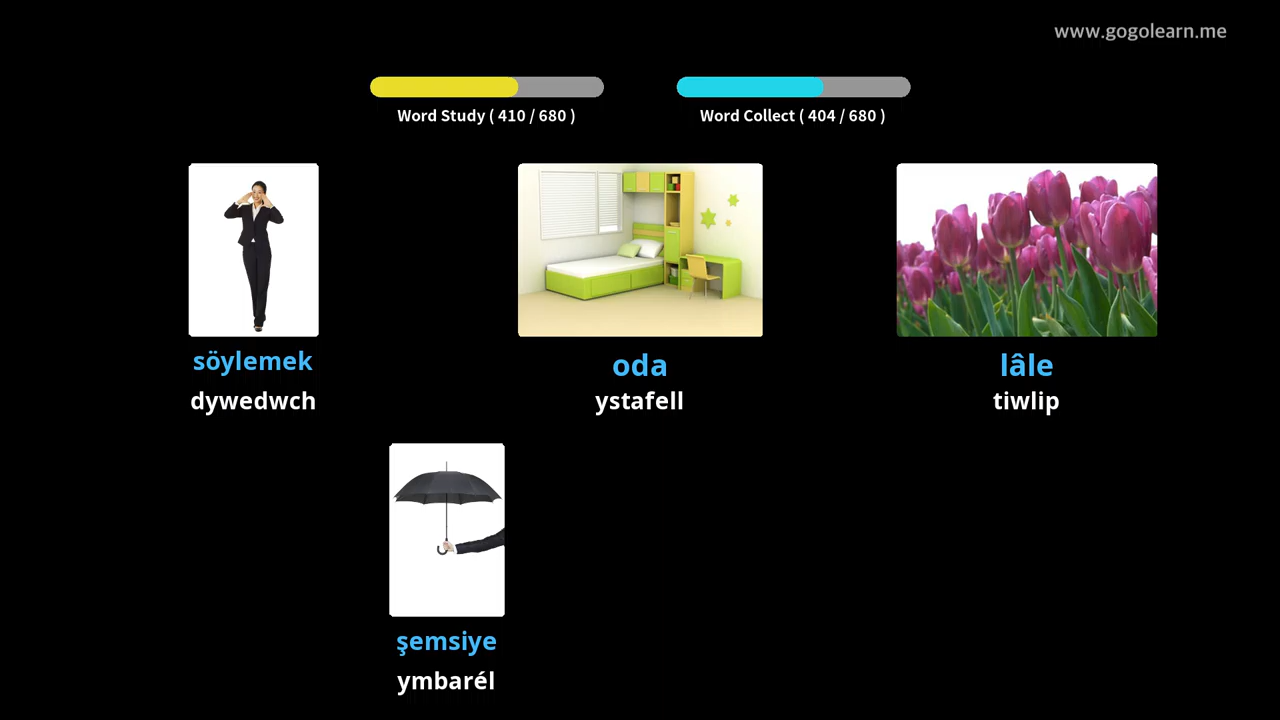 www.gogolearn.me
Word Study ( 410 / 680 )
Word Collect ( 404 / 680 )
söylemek
dywedwch
oda
ystafell
lâle
tiwlip
şemsiye
ymbarél